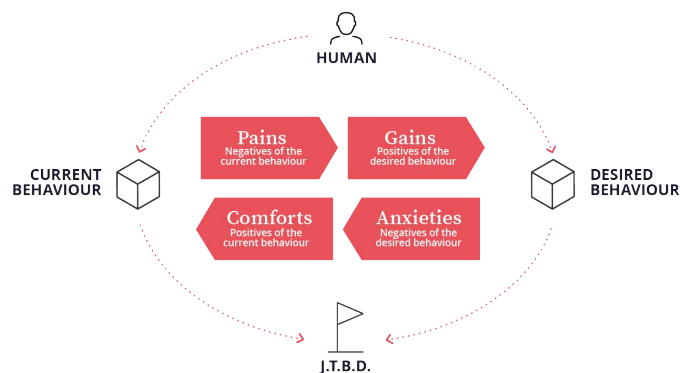 HUMAN
Pains
Negatives of the
current behaviour
Gains
Positives of the
desired behaviour
CURRENT
BEHAVIOUR
DESIRED
BEHAVIOUR
Comforts
Positives of the
current behaviour
Anxieties
Negatives of the
desired behaviour
J.T.B.D.